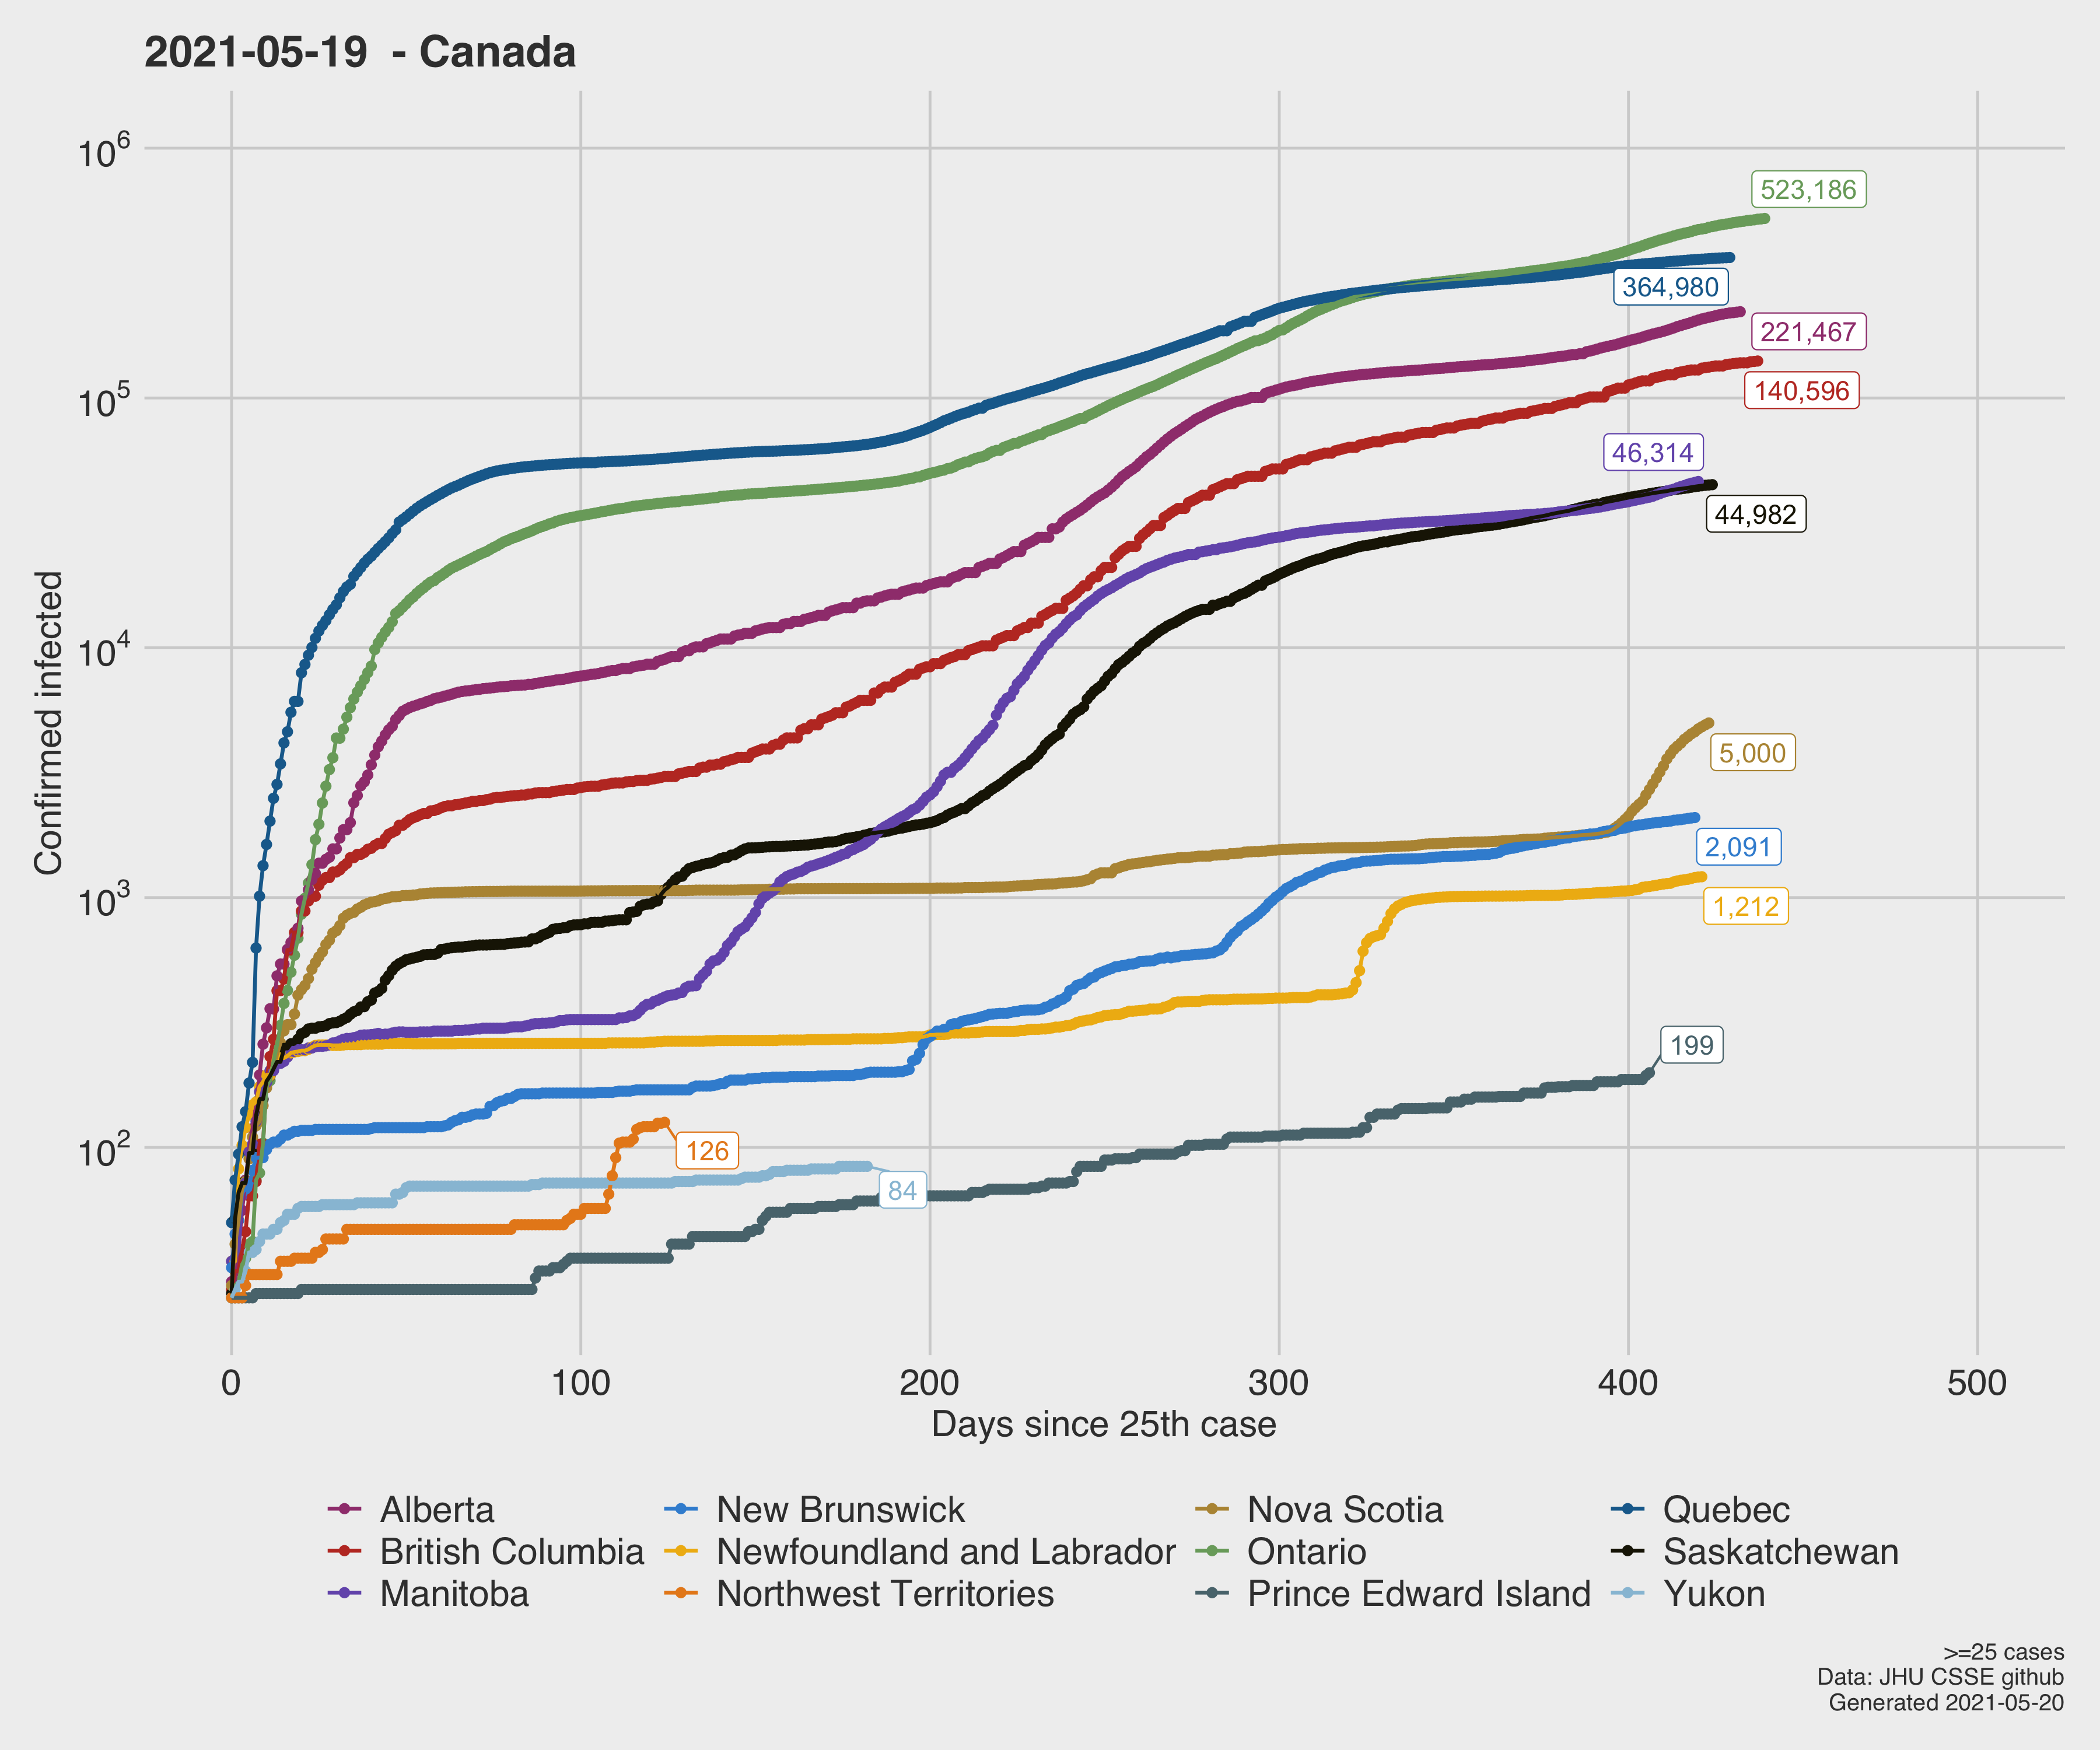 2021-05-19 - Canada
10^6
10^5
10^4
10^3
10^2
Confirmed infected
523,186
364,980
221,467
140,596
46,314
44,982
5,000
2,091
1,212
199
126
84
0 100 200 300 400 500
Days since 25th case
Alberta New Brunswick Nova Scotia Quebec
British Columbia Newfoundland and Labrador Ontario Saskatchewan
Manitoba Northwest Territories Prince Edward Island Yukon
>=25 cases
Data: JHU CSSE github
Generated 2021-05-20